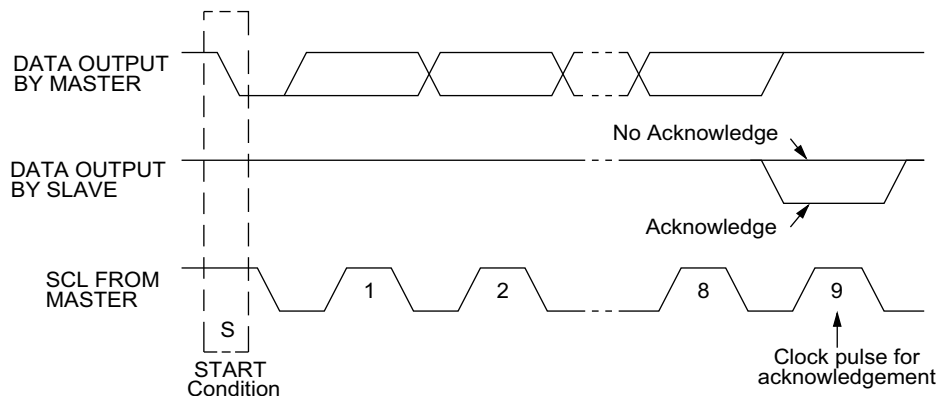 DATA OUTPUT
BY MASTER
No Acknowledge
DATA OUTPUT
BY SLAVE
Acknowledge
SCL FROM
MASTER
1
2
8
9
S
START
Condition
Clock pulse for
acknowledgement